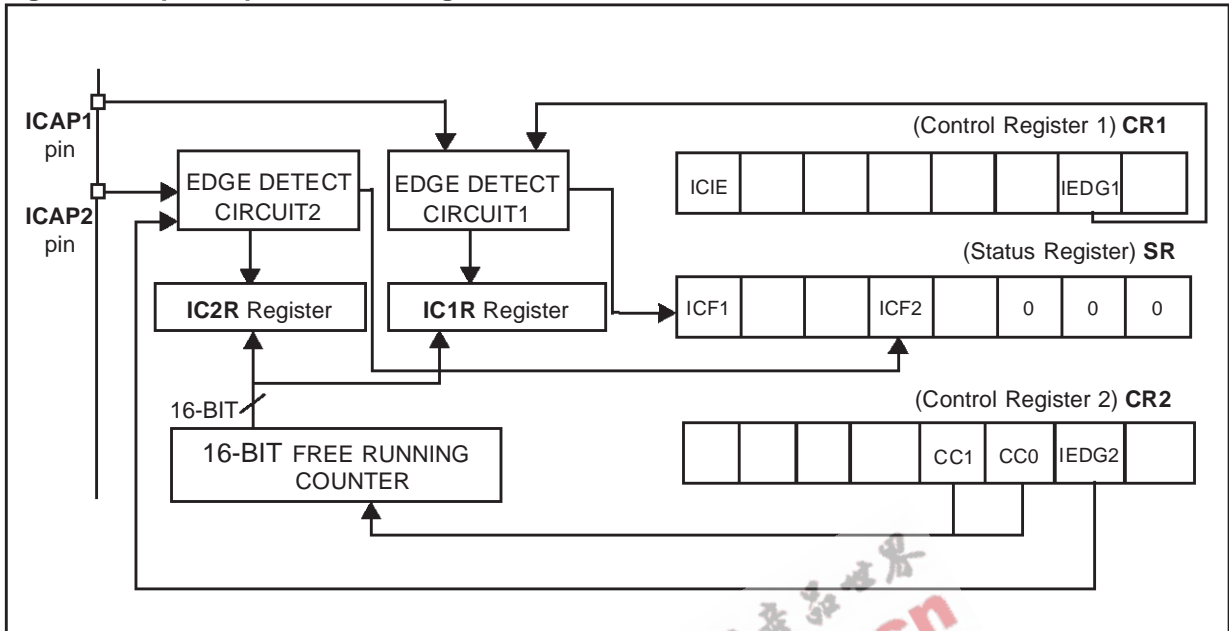 ICAP1
pin
ICAP2
pin
EDGE DETECT
CIRCUIT2
EDGE DETECT
CIRCUIT1
(Control Register 1) CR1
ICIE
IEDG1
(Status Register) SR
IC2R Register
IC1R Register
ICF1
ICF2
0
0
0
16-BIT
(Control Register 2) CR2
16-BIT FREE RUNNING
COUNTER
CC1
CC0
IEDG2